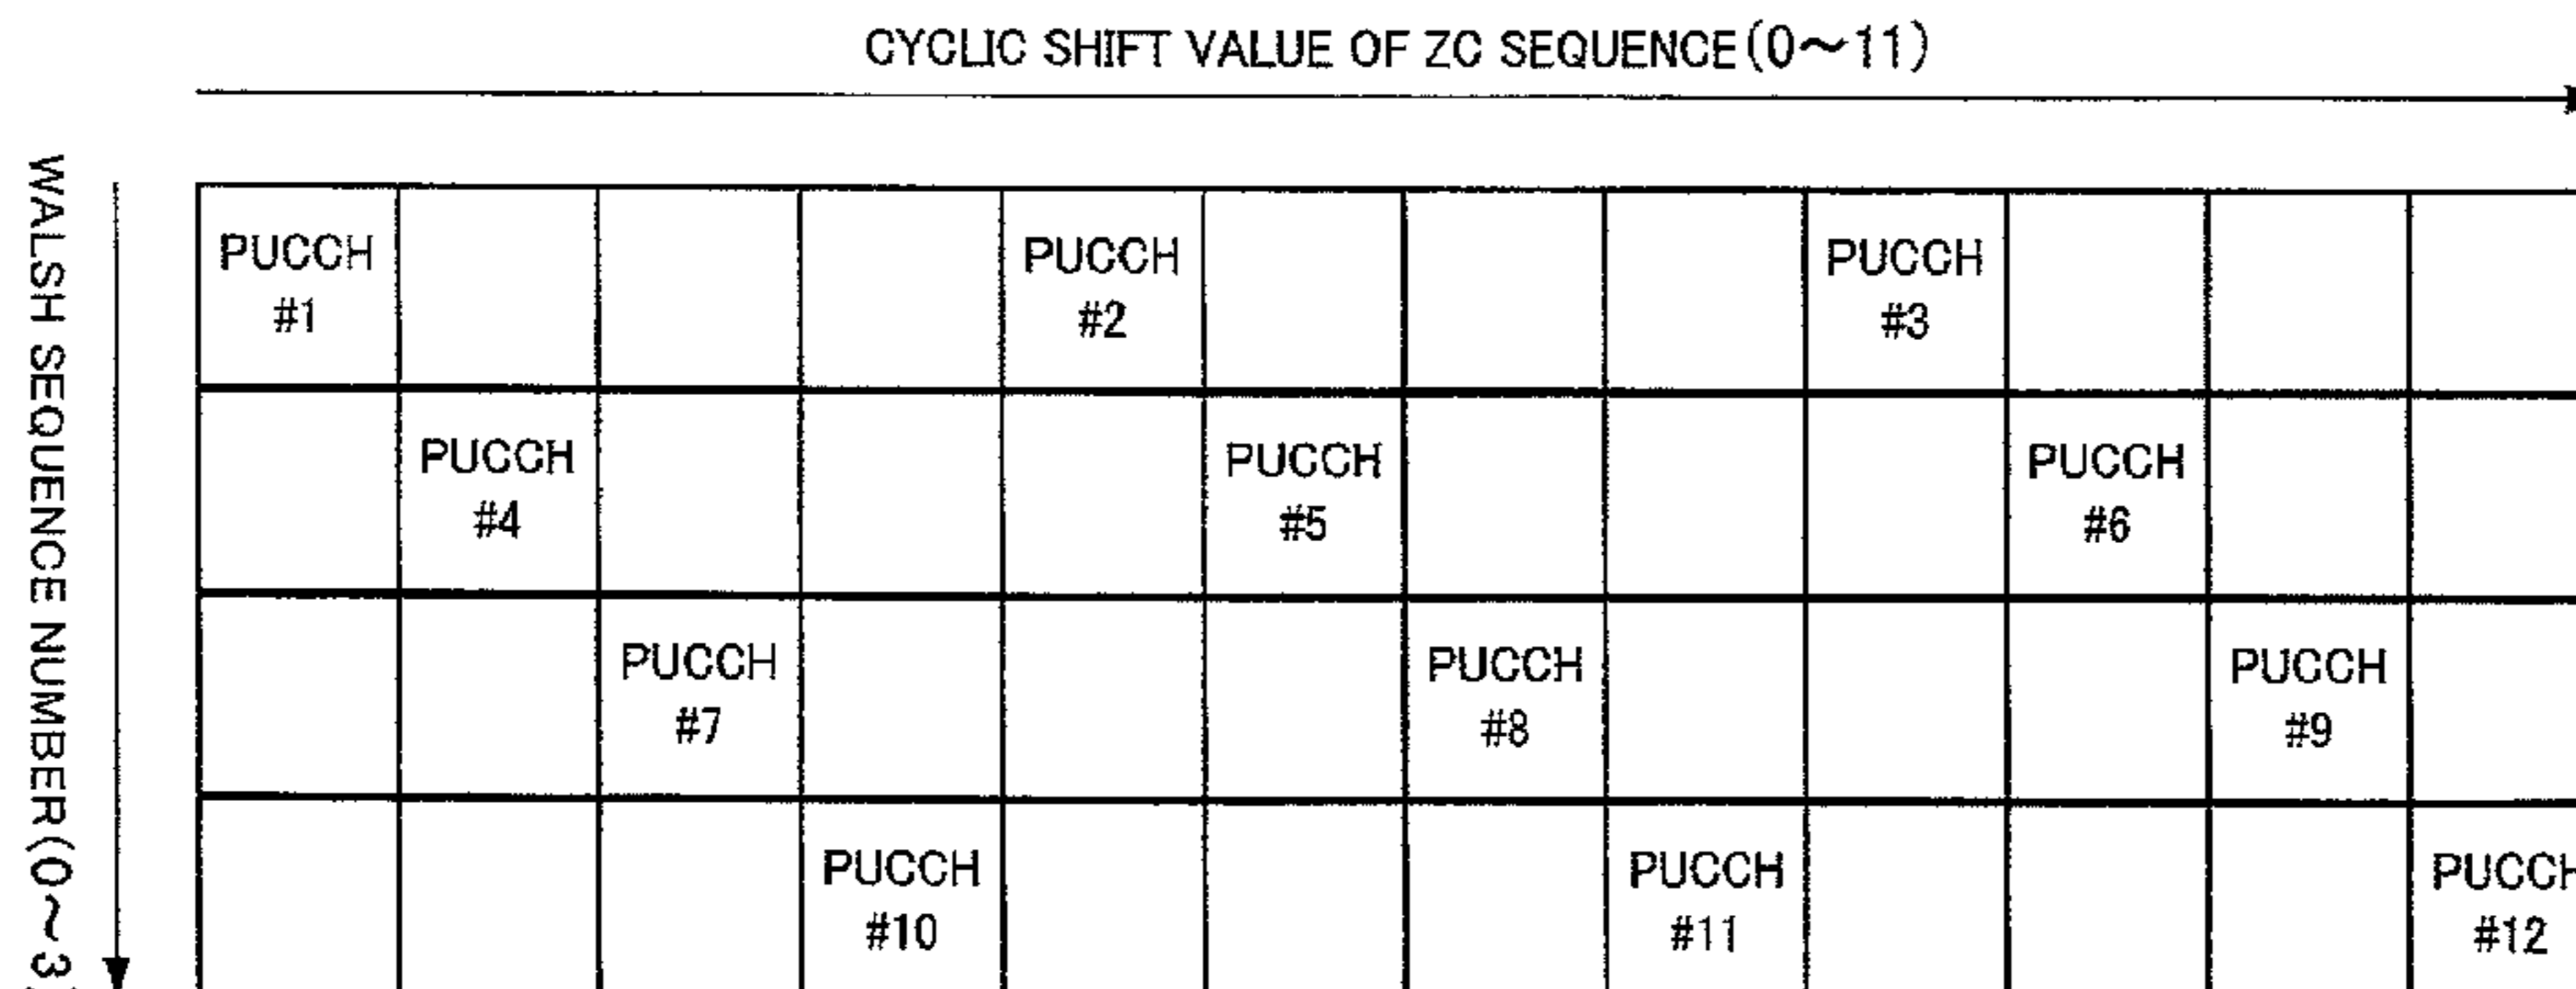 CYCLIC SHIFT VALUE OF ZC SEQUENCE(0~11)
WALSH SEQUENCE NUMBER(0~3)
PUCCH
#1
PUCCH
#2
PUCCH
#3
PUCCH
#4
PUCCH
#5
PUCCH
#6
PUCCH
#7
PUCCH
#8
PUCCH
#9
PUCCH
#10
PUCCH
#11
PUCCH
#12